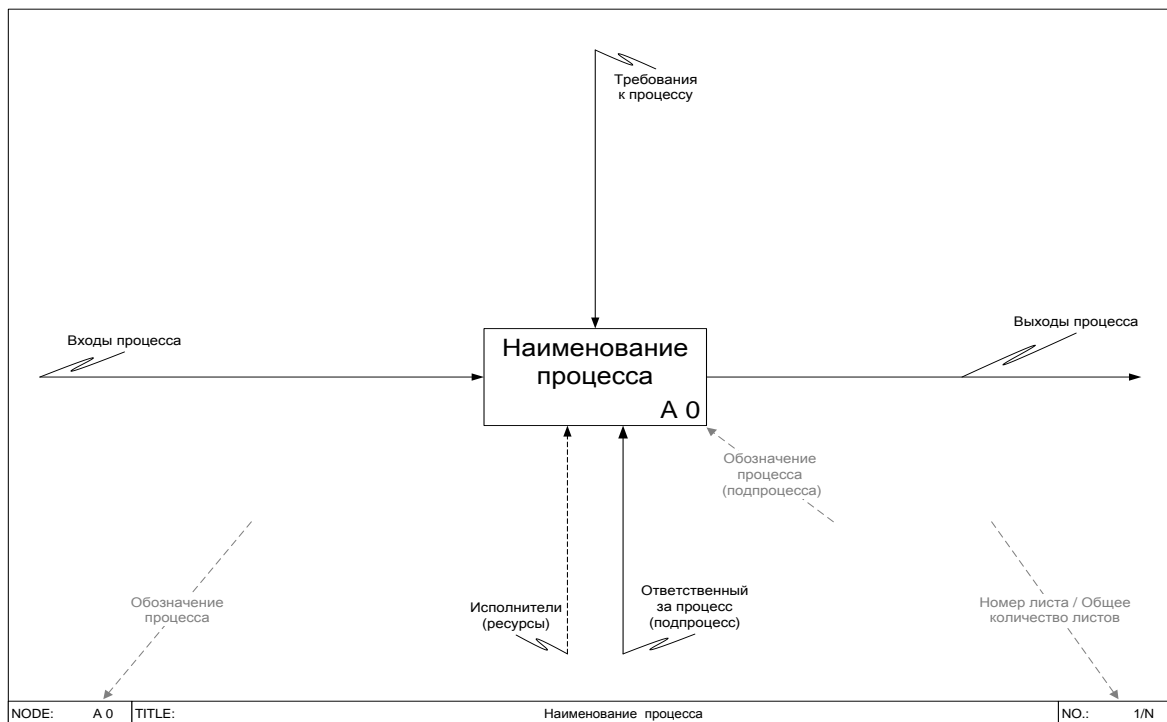 Требования
к процессу
Входы процесса
Выходы процесса
Наименование
процесса
А 0
Обозначение
процесса
(подпроцесса)
Обозначение
процесса
Исполнители
(ресурсы)
Ответственный
за процесс
(подпроцесс)
Номер листа / Общее
количество листов
NODE: А 0 TITLE: Наименование процесса NO.: 1/N